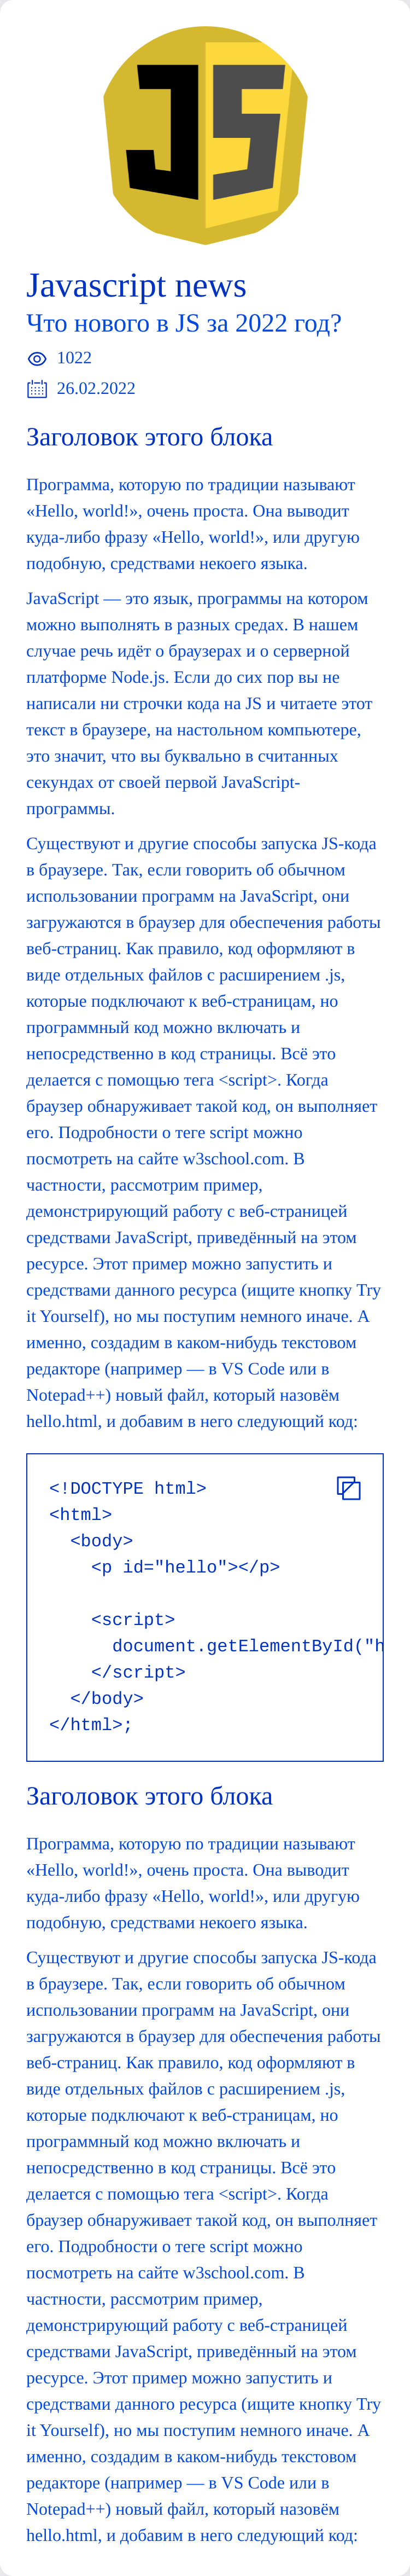 JS
Javascript news
Что нового в JS за 2022 год?
1022
26.02.2022
Заголовок этого блока
Программа, которую по традиции называют
«Hello, world!», очень проста. Она выводит
куда-либо фразу «Hello, world!», или другую
подобную, средствами некоего языка.
JavaScript — это язык, программы на котором
можно выполнять в разных средах. В нашем
случае речь идёт о браузерах и о серверной
платформе Node.js. Если до сих пор вы не
написали ни строчки кода на JS и читаете этот
текст в браузере, на настольном компьютере,
это значит, что вы буквально в считанных
секундах от своей первой JavaScript-
программы.
Существуют и другие способы запуска JS-кода
в браузере. Так, если говорить об обычном
использовании программ на JavaScript, они
загружаются в браузер для обеспечения работы
веб-страниц. Как правило, код оформляют в
виде отдельных файлов с расширением .js,
которые подключают к веб-страницам, но
программный код можно включать и
непосредственно в код страницы. Всё это
делается с помощью тега <script>. Когда
браузер обнаруживает такой код, он выполняет
его. Подробности о теге script можно
посмотреть на сайте w3school.com. В
частности, рассмотрим пример,
демонстрирующий работу с веб-страницей
средствами JavaScript, приведённый на этом
ресурсе. Этот пример можно запустить и
средствами данного ресурса (ищите кнопку Try
it Yourself), но мы поступим немного иначе. А
именно, создадим в каком-нибудь текстовом
редакторе (например — в VS Code или в
Notepad++) новый файл, который назовём
hello.html, и добавим в него следующий код:
<!DOCTYPE html>
<html>
<body>
<p id="hello"></p>
<script>
document.getElementById("h
</script>
</body>
</html>;
Заголовок этого блока
Программа, которую по традиции называют
«Hello, world!», очень проста. Она выводит
куда-либо фразу «Hello, world!», или другую
подобную, средствами некоего языка.
Существуют и другие способы запуска JS-кода
в браузере. Так, если говорить об обычном
использовании программ на JavaScript, они
загружаются в браузер для обеспечения работы
веб-страниц. Как правило, код оформляют в
виде отдельных файлов с расширением .js,
которые подключают к веб-страницам, но
программный код можно включать и
непосредственно в код страницы. Всё это
делается с помощью тега <script>. Когда
браузер обнаруживает такой код, он выполняет
его. Подробности о теге script можно
посмотреть на сайте w3school.com. В
частности, рассмотрим пример,
демонстрирующий работу с веб-страницей
средствами JavaScript, приведённый на этом
ресурсе. Этот пример можно запустить и
средствами данного ресурса (ищите кнопку Try
it Yourself), но мы поступим немного иначе. А
именно, создадим в каком-нибудь текстовом
редакторе (например — в VS Code или в
Notepad++) новый файл, который назовём
hello.html, и добавим в него следующий код: